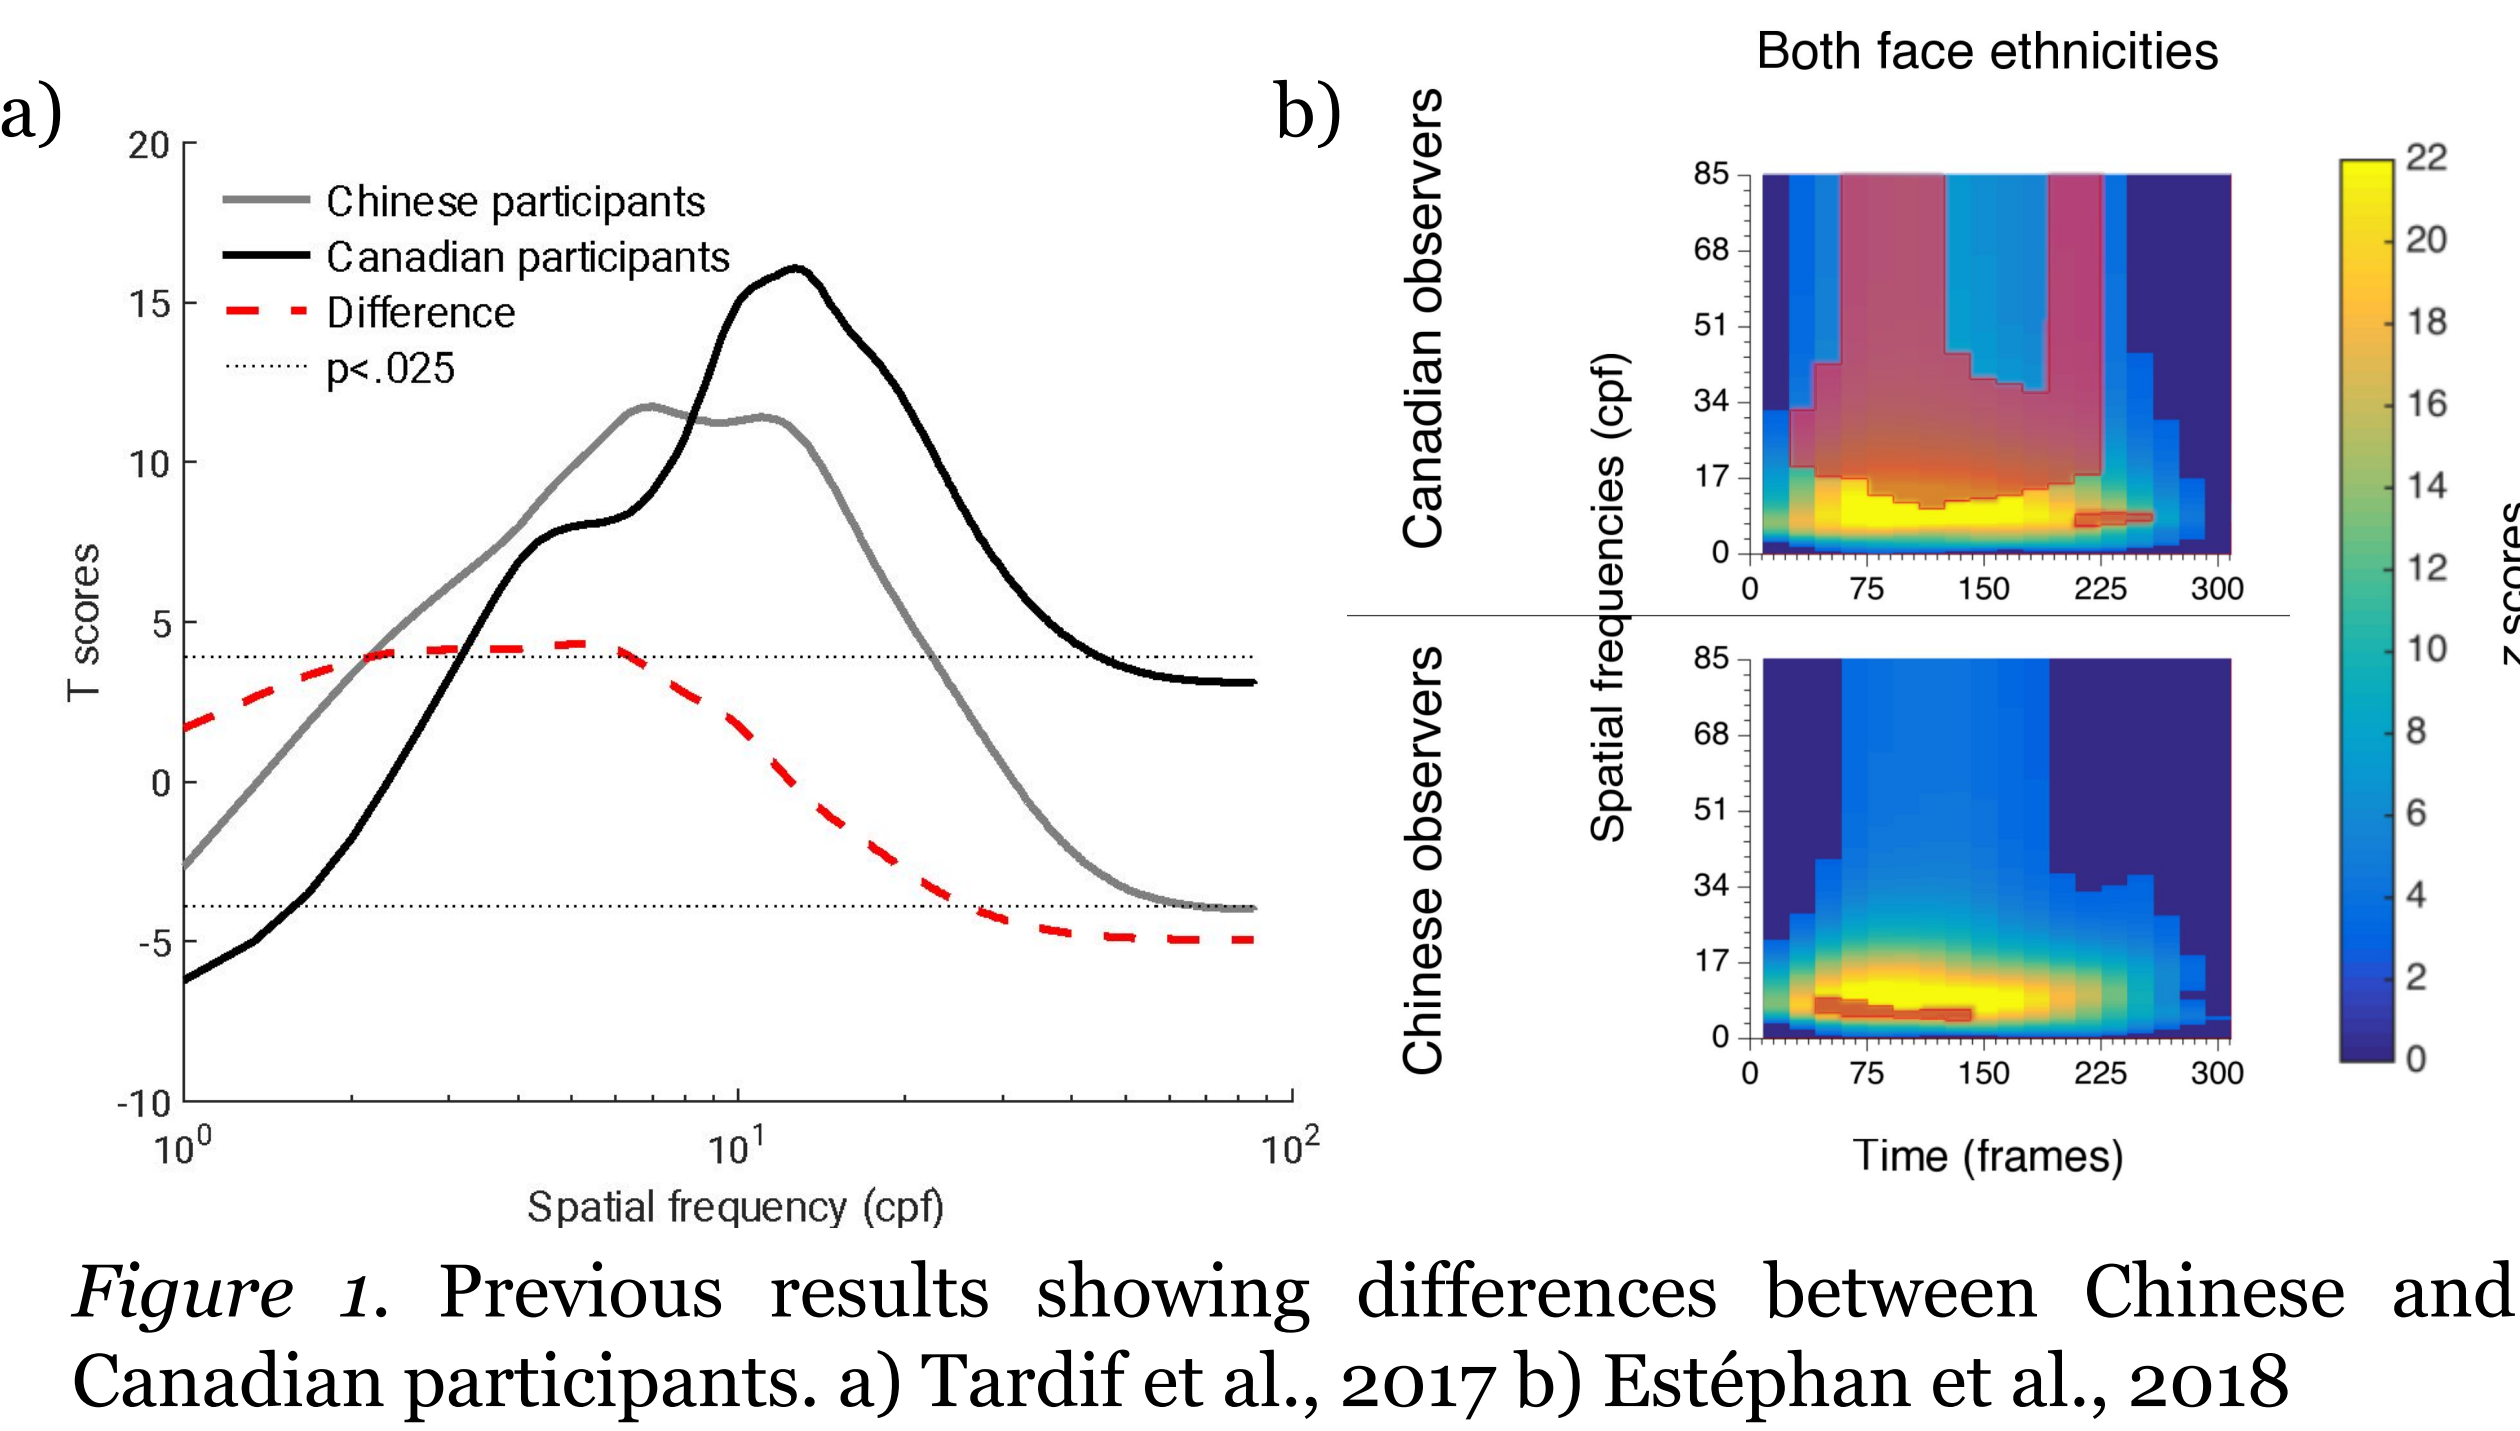 a)
20
15
10
5
0
-5
-10
T scores
Chinese participants
Canadian participants
Difference
p<.025
10⁰ 10¹ 10²
Spatial frequency (cpf)
b)
Both face ethnicities
Canadian observers
Chinese observers
Spatial frequencies (cpf)
85
68
51
34
17
0
0 75 150 225 300
85
68
51
34
17
0
0 75 150 225 300
Time (frames)
22
20
18
16
14
12
10
8
6
4
2
0
z scores
Figure 1. Previous results showing differences between Chinese and
Canadian participants. a) Tardif et al., 2017 b) Estéphan et al., 2018